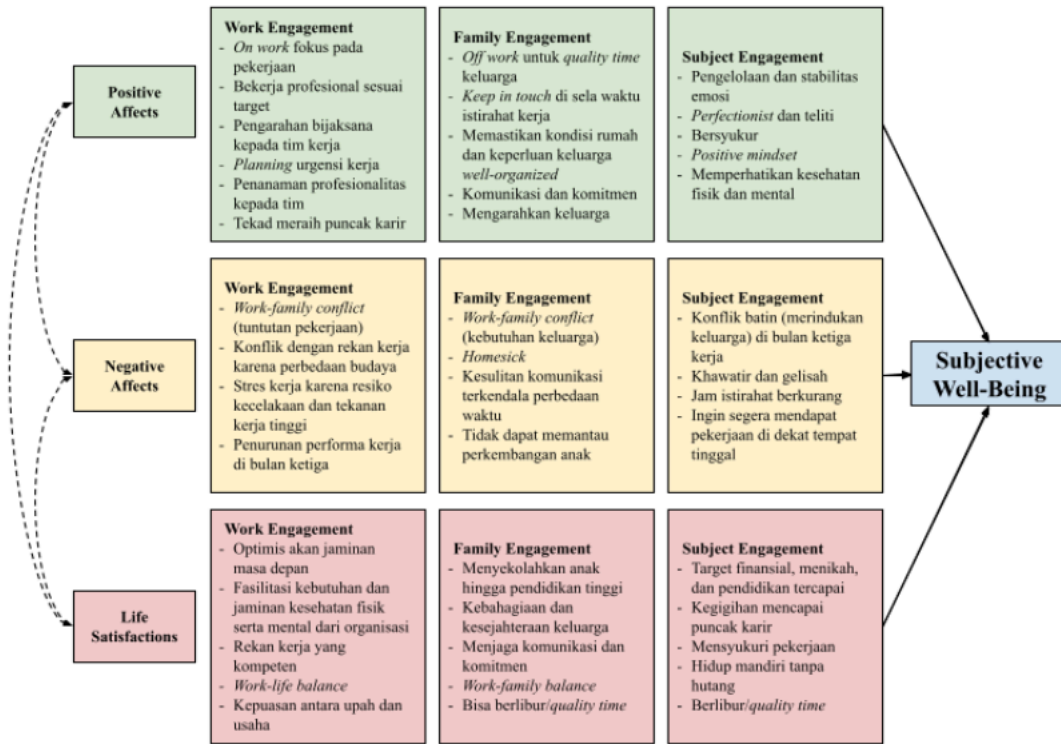 Positive
Affects
Work Engagement
- On work fokus pada
pekerjaan
- Bekerja profesional sesuai
target
- Pengarahan bijaksana
kepada tim kerja
- Planning urgensi kerja
- Penanaman profesionalitas
kepada tim
- Tekad meraih puncak karir
Family Engagement
- Off work untuk quality time
keluarga
- Keep in touch di sela waktu
istirahat kerja
- Memastikan kondisi rumah
dan keperluan keluarga
well-organized
- Komunikasi dan komitmen
- Mengarahkan keluarga
Subject Engagement
- Pengelolaan dan stabilitas
emosi
- Perfectionist dan teliti
- Bersyukur
- Positive mindset
- Memperhatikan kesehatan
fisik dan mental
Negative
Affects
Work Engagement
- Work-family conflict
(tuntutan pekerjaan)
- Konflik dengan rekan kerja
karena perbedaan budaya
- Stres kerja karena resiko
kecelakaan dan tekanan
kerja tinggi
- Penurunan performa kerja
di bulan ketiga
Family Engagement
- Work-family conflict
(kebutuhan keluarga)
- Homesick
- Kesulitan komunikasi
terkendala perbedaan
waktu
- Tidak dapat memantau
perkembangan anak
Subject Engagement
- Konflik batin (merindukan
keluarga) di bulan ketiga
kerja
- Khawatir dan gelisah
- Jam istirahat berkurang
- Ingin segera mendapat
pekerjaan di dekat tempat
tinggal
Subjective
Well-Being
Life
Satisfactions
Work Engagement
- Optimis akan jaminan
masa depan
- Fasilitasi kebutuhan dan
jaminan kesehatan fisik
serta mental dari organisasi
- Rekan kerja yang
kompeten
- Work-life balance
- Kepuasan antara upah dan
usaha
Family Engagement
- Menyekolahkan anak
hingga pendidikan tinggi
- Kebahagiaan dan
kesejahteraan keluarga
- Menjaga komunikasi dan
komitmen
- Work-family balance
- Bisa berlibur/quality time
Subject Engagement
- Target finansial, menikah,
dan pendidikan tercapai
- Kegigihan mencapai
puncak karir
- Mensyukuri pekerjaan
- Hidup mandiri tanpa
hutang
- Berlibur/quality time